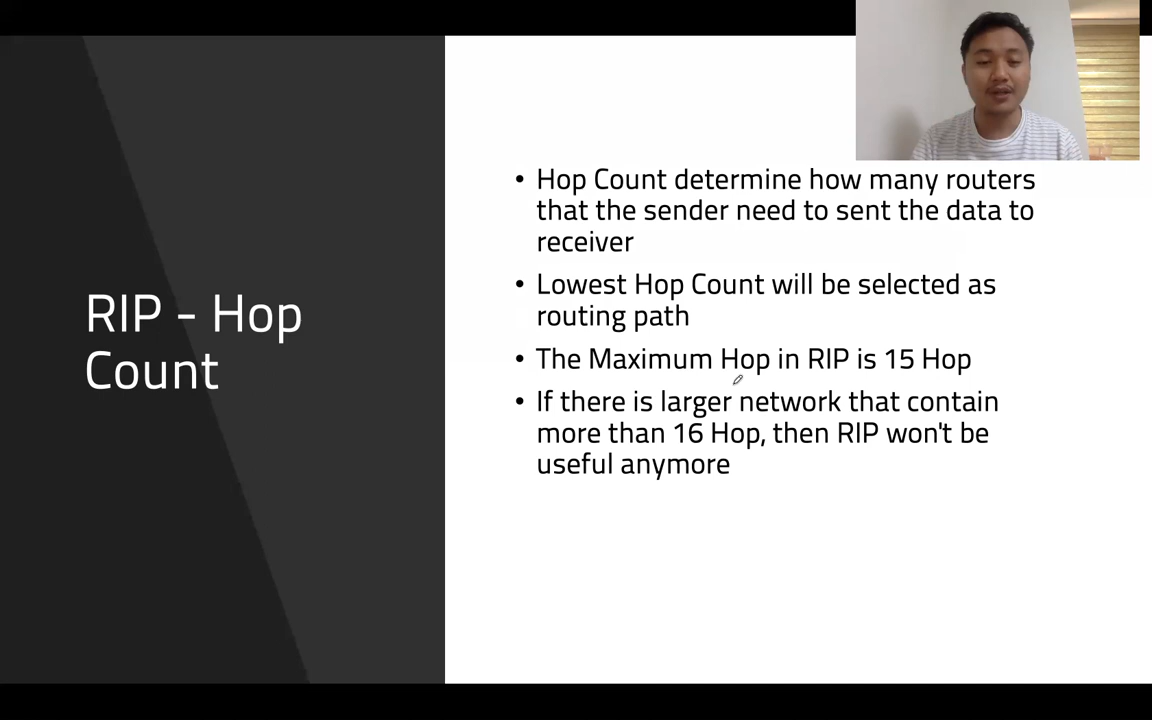 RIP - Hop
Count
• Hop Count determine how many routers
that the sender need to sent the data to
receiver
• Lowest Hop Count will be selected as
routing path
• The Maximum Hop in RIP is 15 Hop
• If there is larger network that contain
more than 16 Hop, then RIP won't be
useful anymore